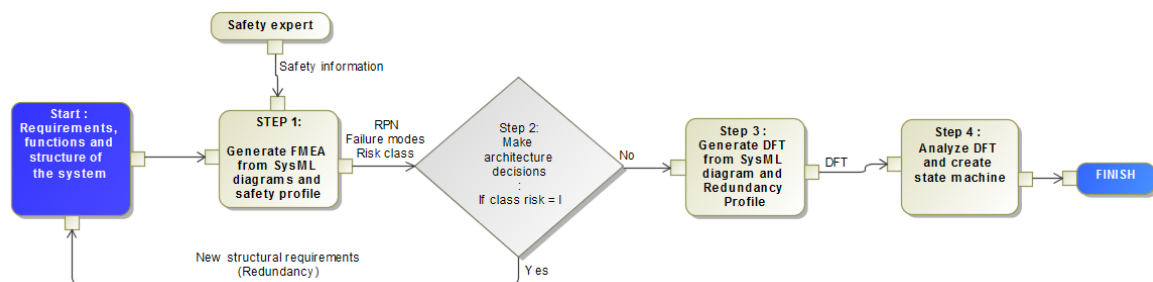 Safety expert
Safety information
Start :
Requirements,
functions and
structure of
the system
STEP 1:
Generate FMEA
from SysML
diagrams and
safety profile
RPN
Failure modes
Risk class
Step 2:
Make
architecture
decisions
:
If class risk = I
No
Step 3 :
Generate DFT
from SysML
diagram and
Redundancy
Profile
DFT
Step 4 :
Analyze DFT
and create
state machine
FINISH
New structural requirements
(Redundancy)
Yes